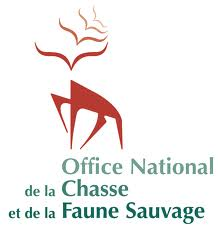 Office National
de la Chasse
et de la Faune Sauvage